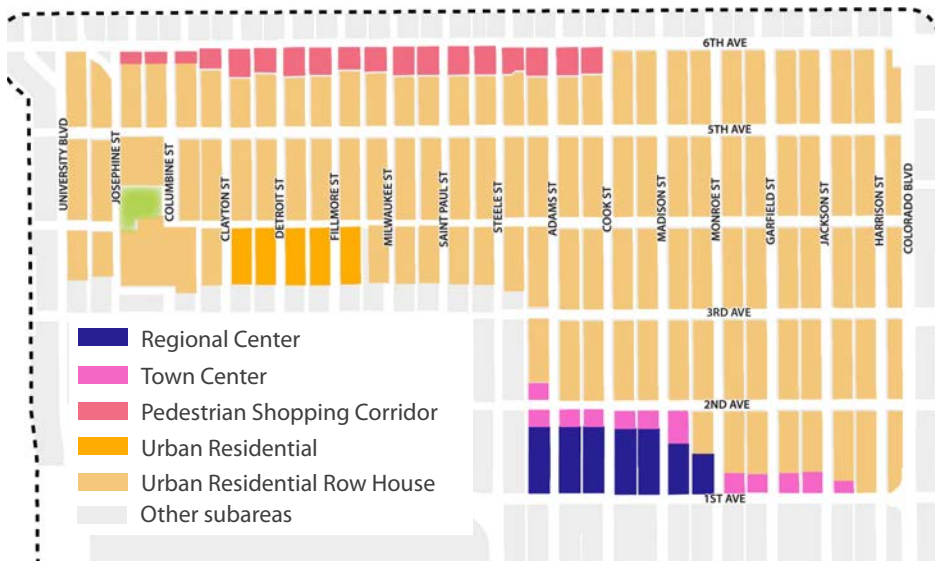 6TH AVE
5TH AVE
UNIVERSITY BLVD
JOSEPHINE ST
COLUMBINE ST
CLAYTON ST
DETROIT ST
FILLMORE ST
MILWAUKEE ST
SAINT PAUL ST
STEELE ST
ADAMS ST
COOK ST
MADISON ST
MONROE ST
GARFIELD ST
JACKSON ST
HARRISON ST
COLORADO BLVD
3RD AVE
2ND AVE
1ST AVE
Regional Center
Town Center
Pedestrian Shopping Corridor
Urban Residential
Urban Residential Row House
Other subareas